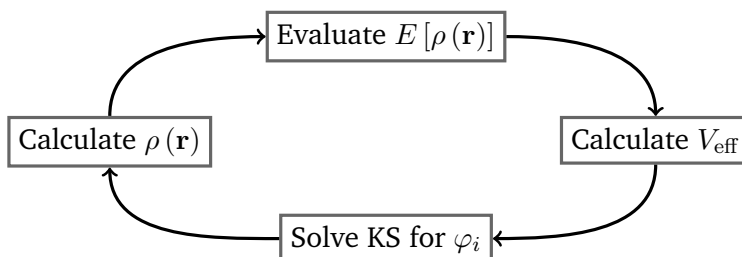 Evaluate E [ρ (r)]
Calculate ρ (r)
Calculate V_eff
Solve KS for φ_i